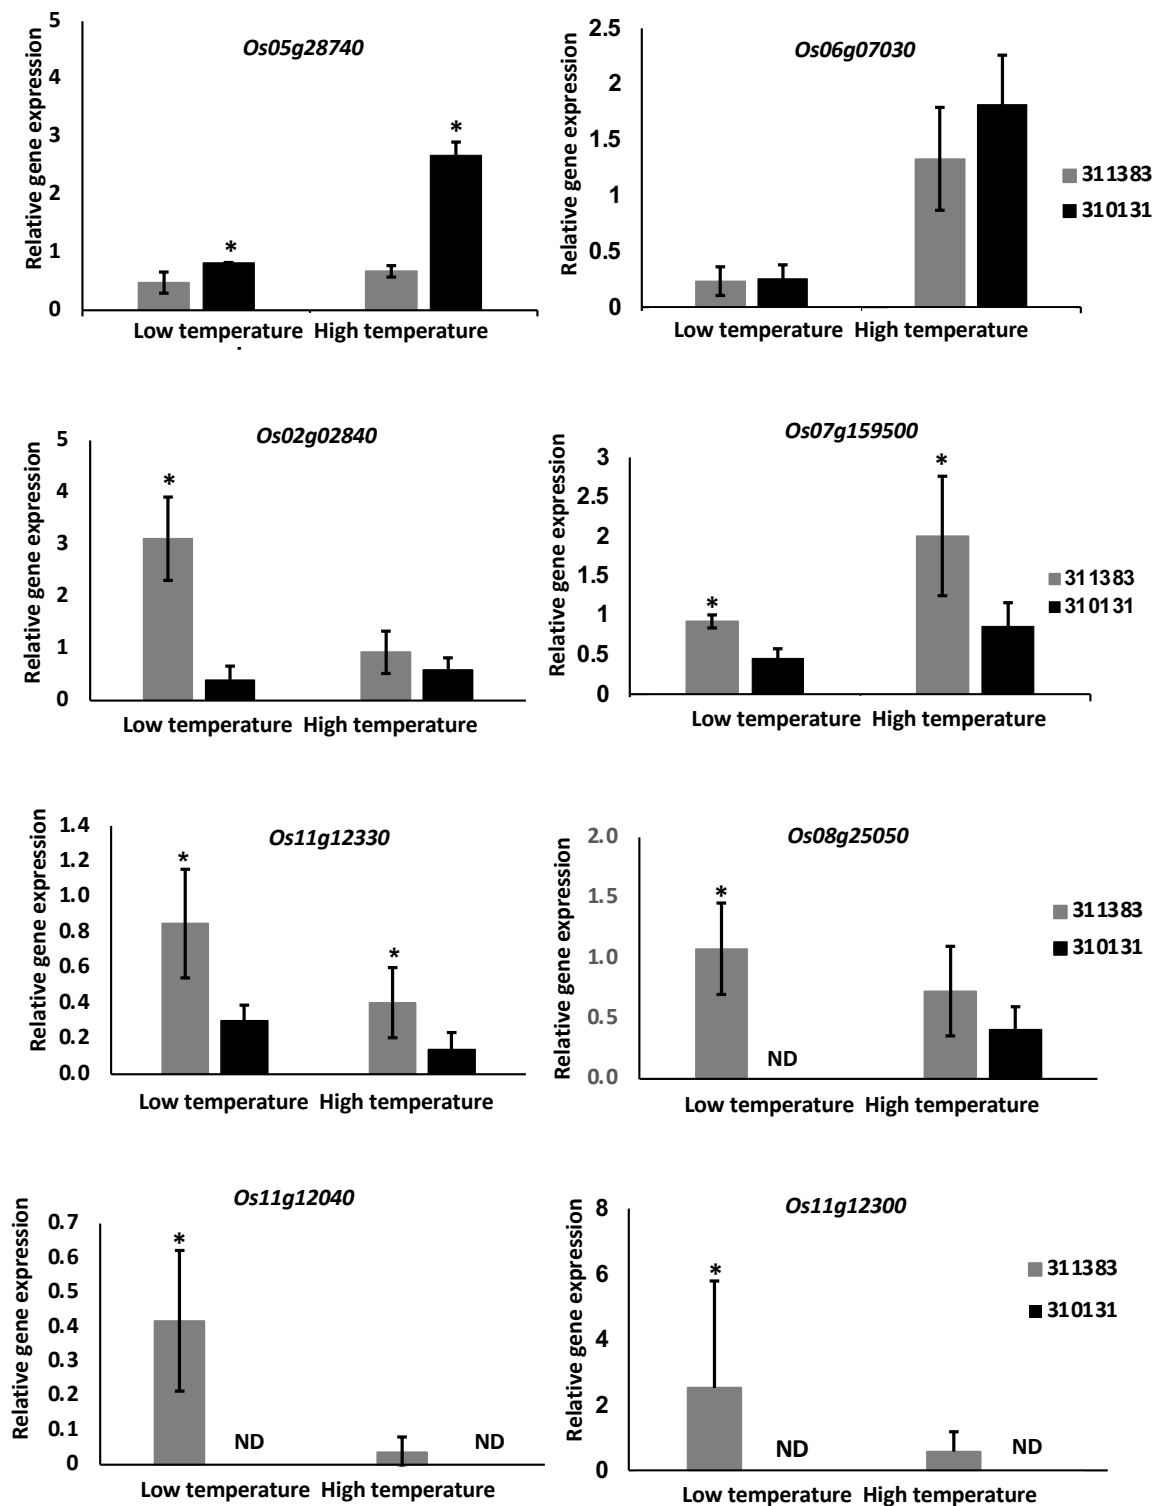 Os05g28740
Relative gene expression
5
4
3
2
1
0
*
*
Low temperature High temperature
Os06g07030
Relative gene expression
2.5
2
1.5
1
0.5
0
Low temperature High temperature
311383
310131
Os02g02840
Relative gene expression
5
4
3
2
1
0
*
Low temperature High temperature
Os07g159500
Relative gene expression
3
2.5
2
1.5
1
0.5
0
*
*
Low temperature High temperature
311383
310131
Os11g12330
Relative gene expression
1.4
1.2
1.0
0.8
0.6
0.4
0.2
0.0
*
*
Low temperature High temperature
Os08g25050
Relative gene expression
2.0
1.5
1.0
0.5
0.0
*
ND
Low temperature High temperature
311383
310131
Os11g12040
Relative gene expression
0.7
0.6
0.5
0.4
0.3
0.2
0.1
0
*
ND ND
Low temperature High temperature
Os11g12300
Relative gene expression
8
6
4
2
0
*
ND ND
Low temperature High temperature
311383
310131